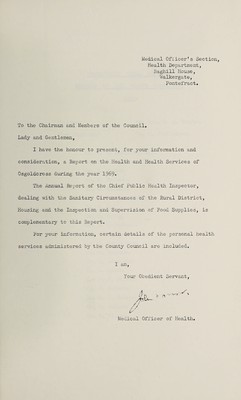 Medical Officer's Section,
Health Department,
Baghill House,
Walkergate,
Pontefract.
To the Chairman and Members of the Council.
Lady and Gentlemen,
I have the honour to present, for your information and
consideration, a Report on the Health and Health Services of
Osgoldcross during the year 1969.
The Annual Report of the Chief Public Health Inspector,
dealing with the Sanitary Circumstances of the Rural District,
Housing and the Inspection and Supervision of Food Supplies, is
complementary to this Report.
For your information, certain details of the personal health
services administered by the County Council are included.
I am,
Your Obedient Servant,
Medical Officer of Health.